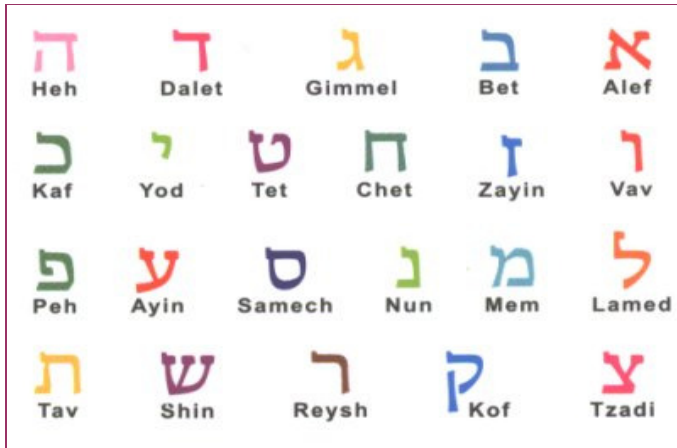 א ב ג ד ה
Alef Bet Gimmel Dalet Heh
ו ז ח ט י כ
Vav Zayin Chet Tet Yod Kaf
ל מ נ ס ע פ
Lamed Mem Nun Samech Ayin Peh
צ ק ר ש ת
Tzadi Kof Reysh Shin Tav